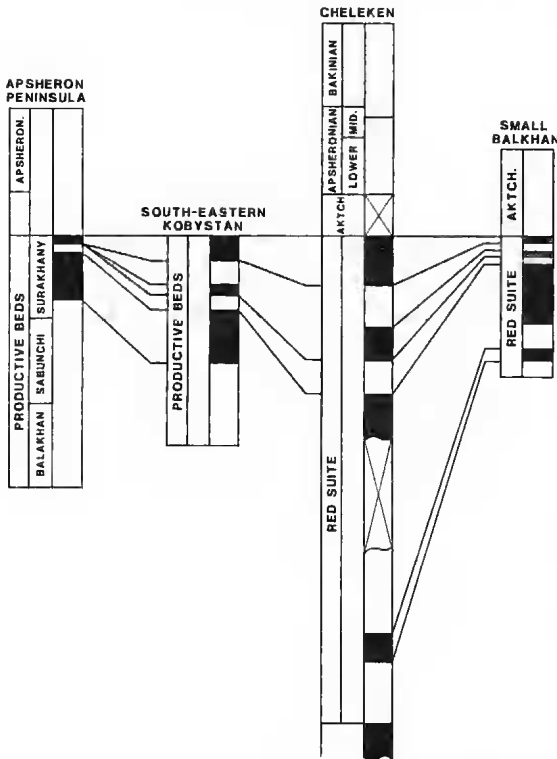 CHELEKEN
BAKINIAN
APSHERONIAN
MID.
LOWER
AKTCH.
RED SUITE
APSHERON
PENINSULA
APSHERON.
PRODUCTIVE BEDS
SURAKHANY
SABUNCHI
BALAKHAN
SOUTH-EASTERN
KOBYSTAN
PRODUCTIVE BEDS
SMALL
BALKHAN
AKTCH.
RED SUITE